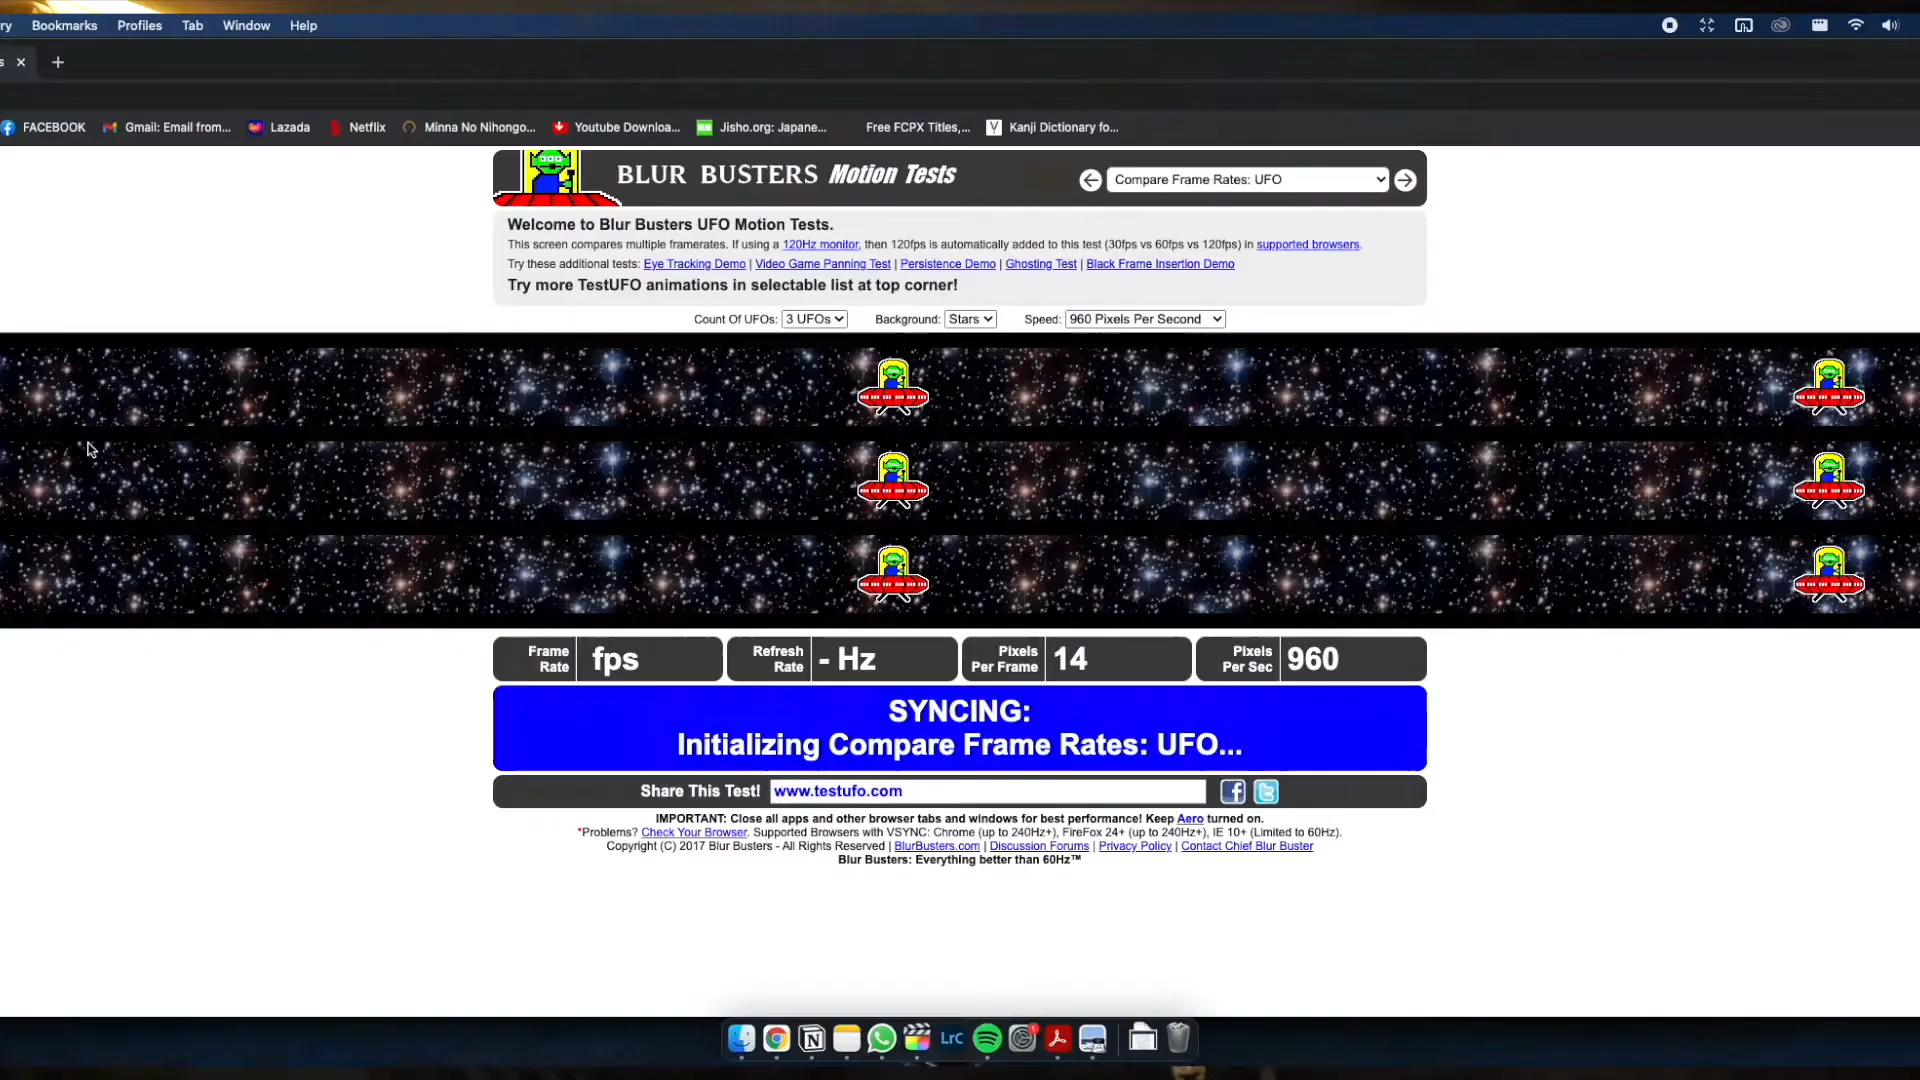 ry Bookmarks Profiles Tab Window Help
s
FACEBOOK Gmail: Email from... Lazada Netflix Minna No Nihongo... Youtube Downloa... Jisho.org: Japane... Free FCPX Titles,... Kanji Dictionary fo...
BLUR BUSTERS Motion Tests Compare Frame Rates: UFO
Welcome to Blur Busters UFO Motion Tests.
This screen compares multiple framerates. If using a 120Hz monitor, then 120fps is automatically added to this test (30fps vs 60fps vs 120fps) in supported browsers.
Try these additional tests: Eye Tracking Demo | Video Game Panning Test | Persistence Demo | Ghosting Test | Black Frame Insertion Demo
Try more TestUFO animations in selectable list at top corner!
Count Of UFOs: 3 UFOs Background: Stars Speed: 960 Pixels Per Second
Frame Rate fps Refresh Rate - Hz Pixels Per Frame 14 Pixels Per Sec 960
SYNCING:
Initializing Compare Frame Rates: UFO...
Share This Test! www.testufo.com
IMPORTANT: Close all apps and other browser tabs and windows for best performance! Keep Aero turned on.
*Problems? Check Your Browser. Supported Browsers with VSYNC: Chrome (up to 240Hz+), FireFox 24+ (up to 240Hz+), IE 10+ (Limited to 60Hz).
Copyright (C) 2017 Blur Busters - All Rights Reserved | BlurBusters.com | Discussion Forums | Privacy Policy | Contact Chief Blur Buster
Blur Busters: Everything better than 60Hz™
LrC